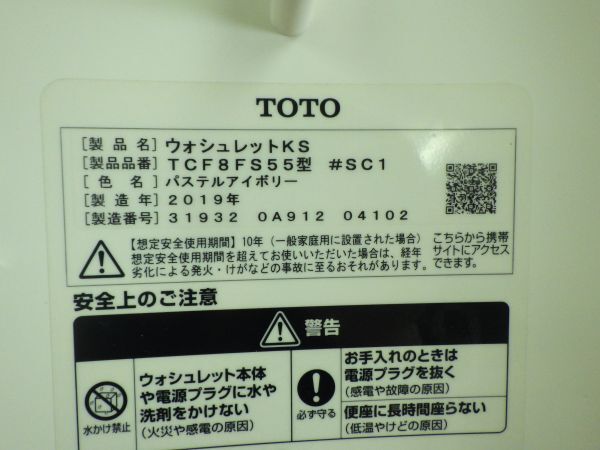 TOTO
[製品名] ウォシュレットKS
[製品品番] TCF8FS55型 #SC1
[色名] パステルアイボリー
[製造年] 2019年
[製造番号] 31932 0A912 04102
【想定安全使用期間】10年（一般家庭用に設置された場合）
想定安全使用期間を超えてお使いいただいた場合は、経年
劣化による発火・けがなどの事故に至るおそれがあります。
こちらから携帯
サイトにアクセス
できます。
安全上のご注意
警告
水かけ禁止
ウォシュレット本体
や電源プラグに水や
洗剤をかけない
（火災や感電の原因）
必ず守る
お手入れのときは
電源プラグを抜く
（感電や故障の原因）
便座に長時間座らない
（低温やけどの原因）